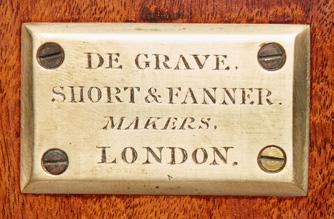 DE GRAVE.
SHORT & FANNER.
MAKERS.
LONDON.